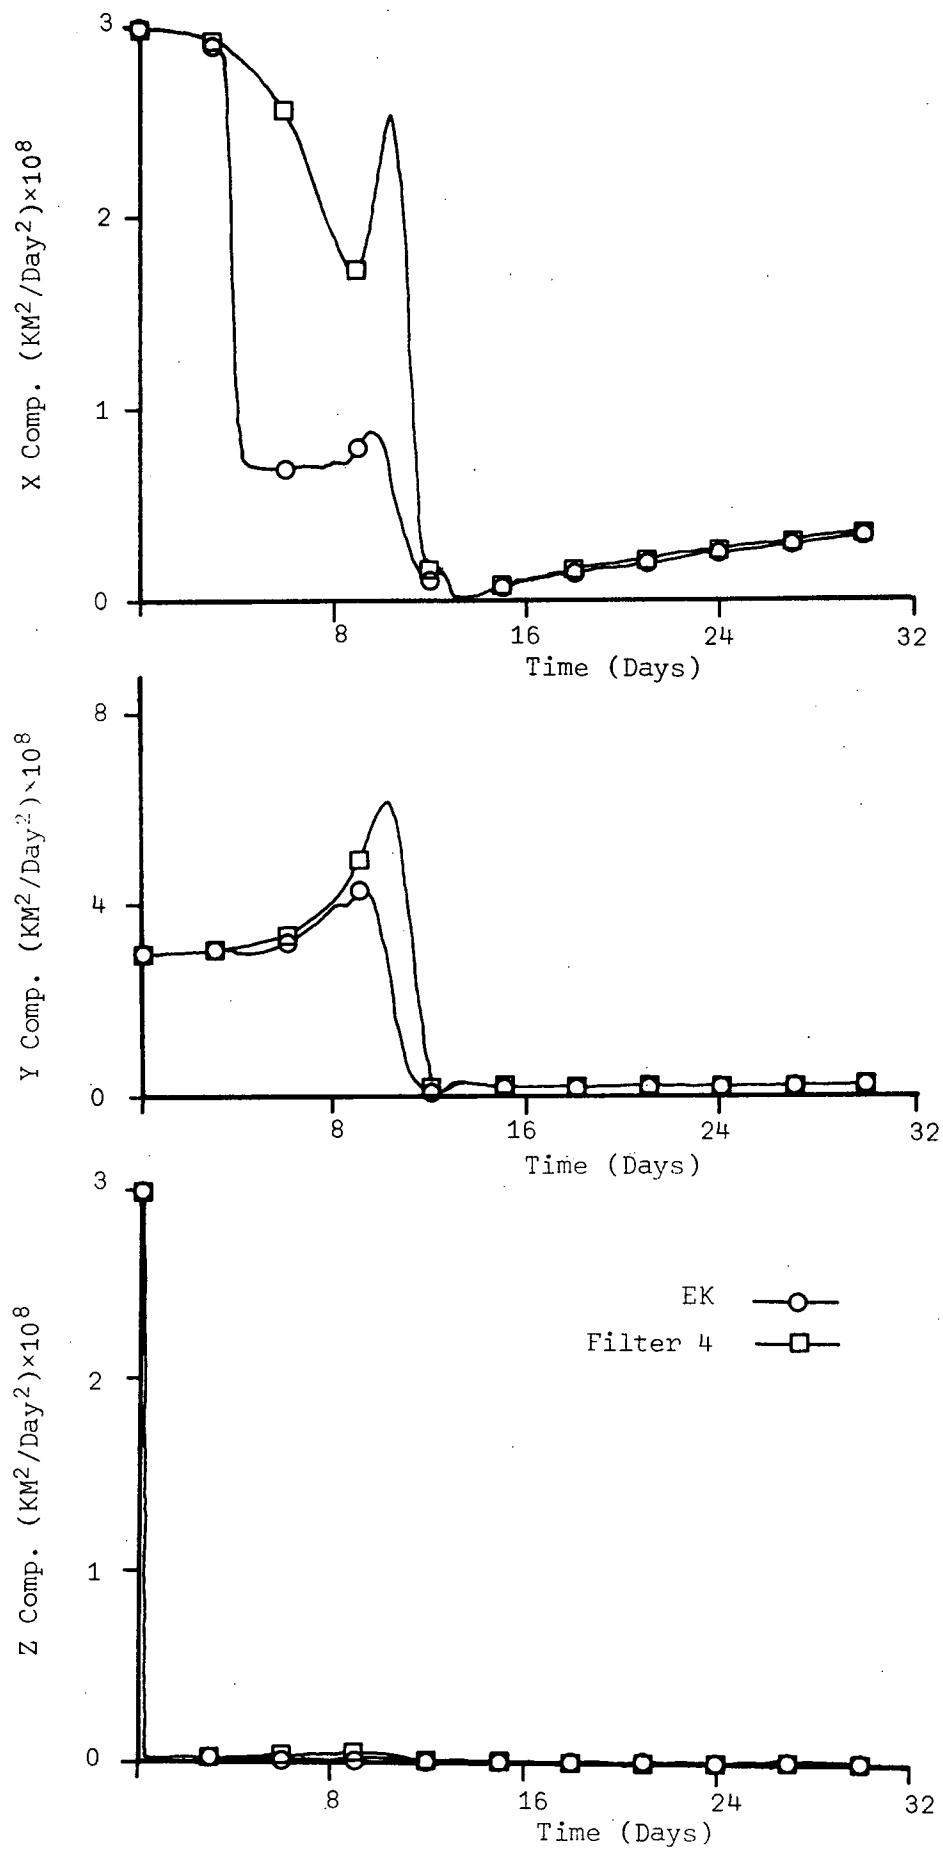 3
2
1
0
X Comp. (KM²/Day²)×10⁸
8
16
24
32
Time (Days)
8
4
0
Y Comp. (KM²/Day²)×10⁸
8
16
24
32
Time (Days)
3
2
1
0
Z Comp. (KM²/Day²)×10⁸
EK
Filter 4
8
16
24
32
Time (Days)